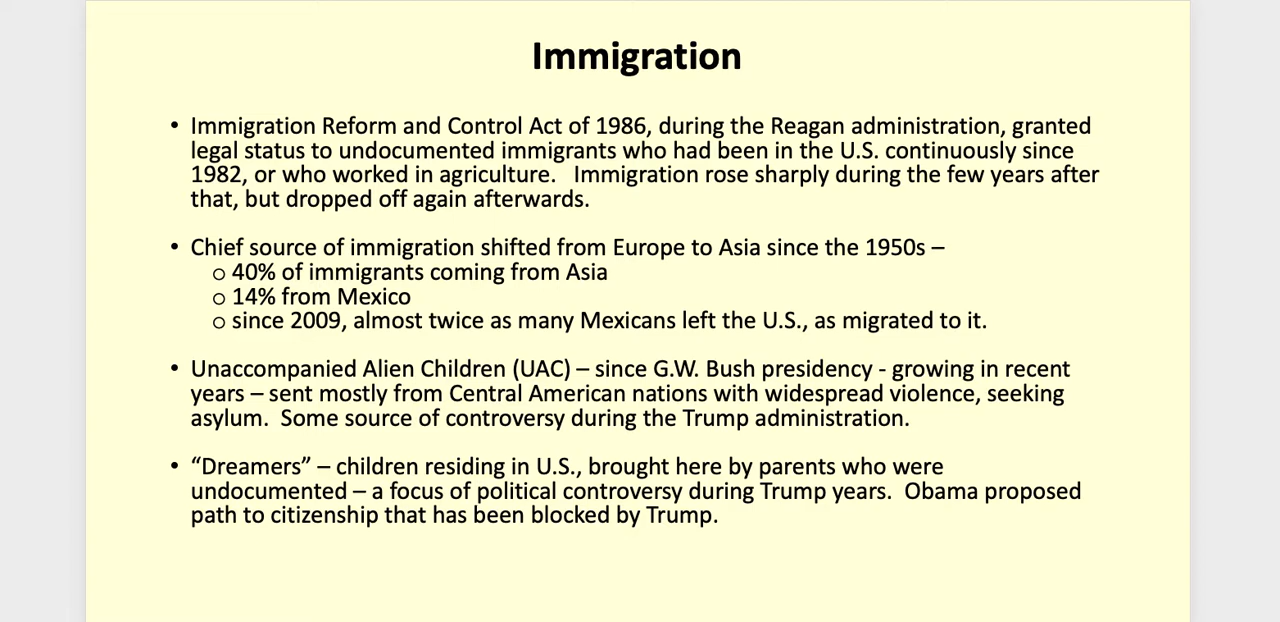 Immigration
• Immigration Reform and Control Act of 1986, during the Reagan administration, granted
legal status to undocumented immigrants who had been in the U.S. continuously since
1982, or who worked in agriculture.   Immigration rose sharply during the few years after
that, but dropped off again afterwards.
• Chief source of immigration shifted from Europe to Asia since the 1950s –
o 40% of immigrants coming from Asia
o 14% from Mexico
o since 2009, almost twice as many Mexicans left the U.S., as migrated to it.
• Unaccompanied Alien Children (UAC) – since G.W. Bush presidency - growing in recent
years – sent mostly from Central American nations with widespread violence, seeking
asylum.  Some source of controversy during the Trump administration.
• “Dreamers” – children residing in U.S., brought here by parents who were
undocumented – a focus of political controversy during Trump years.  Obama proposed
path to citizenship that has been blocked by Trump.